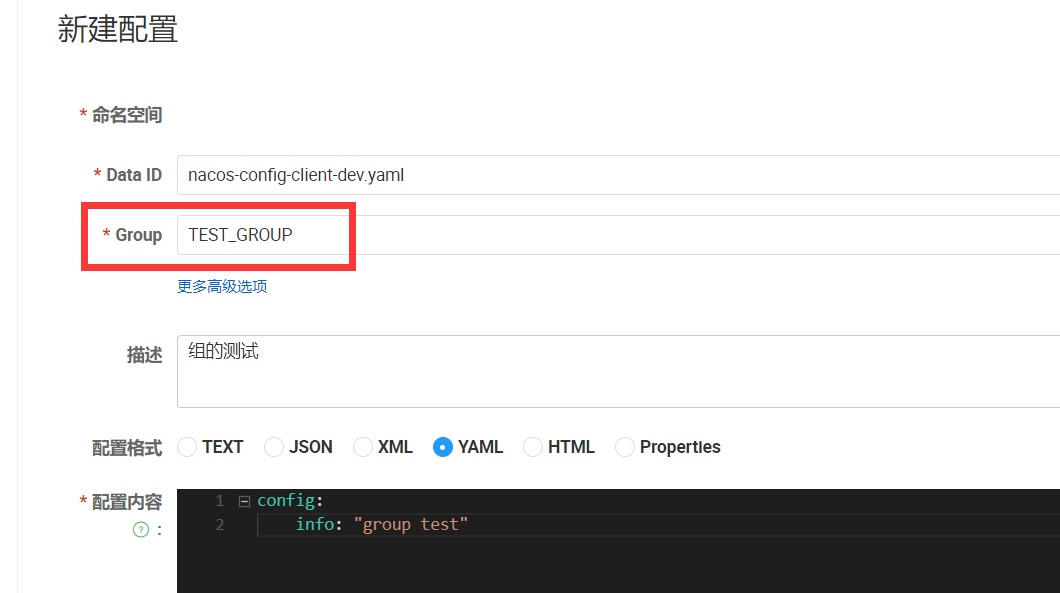 新建配置
* 命名空间
* Data ID nacos-config-client-dev.yaml
* Group TEST_GROUP
更多高级选项
描述 组的测试
配置格式 TEXT JSON XML YAML HTML Properties
* 配置内容 1 config:
? : 2 info: "group test"